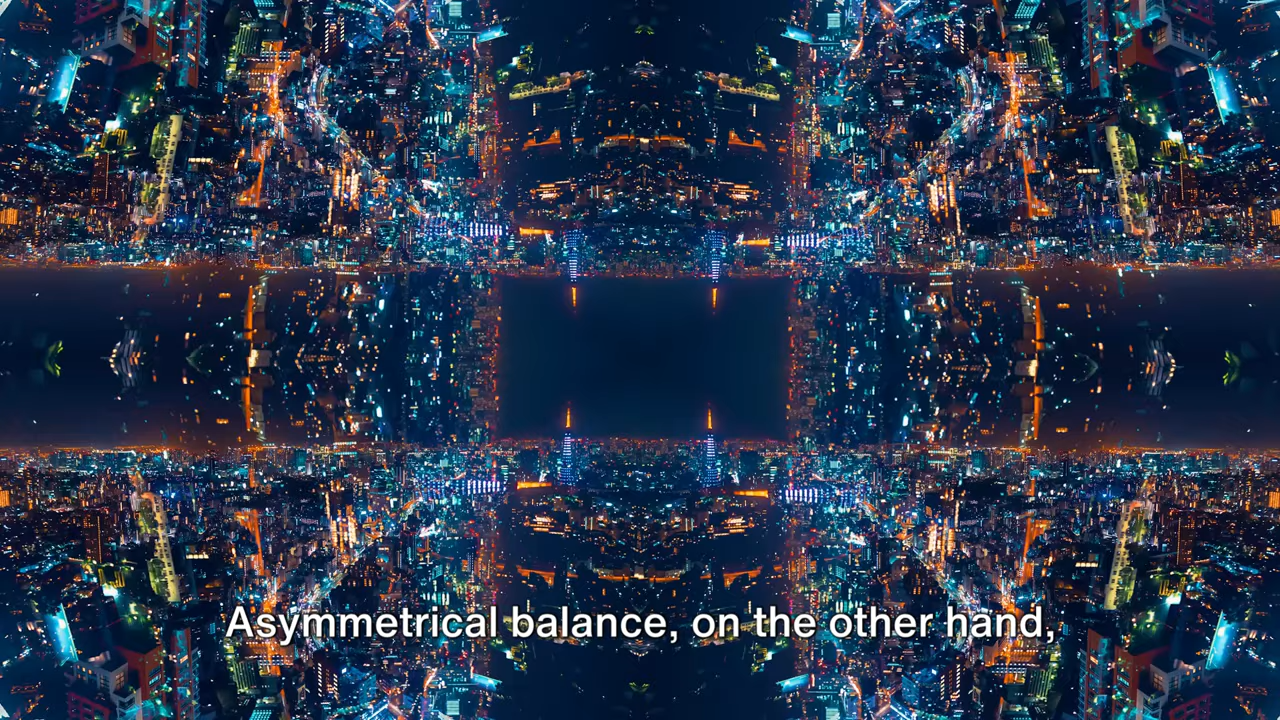 Asymmetrical balance, on the other hand,